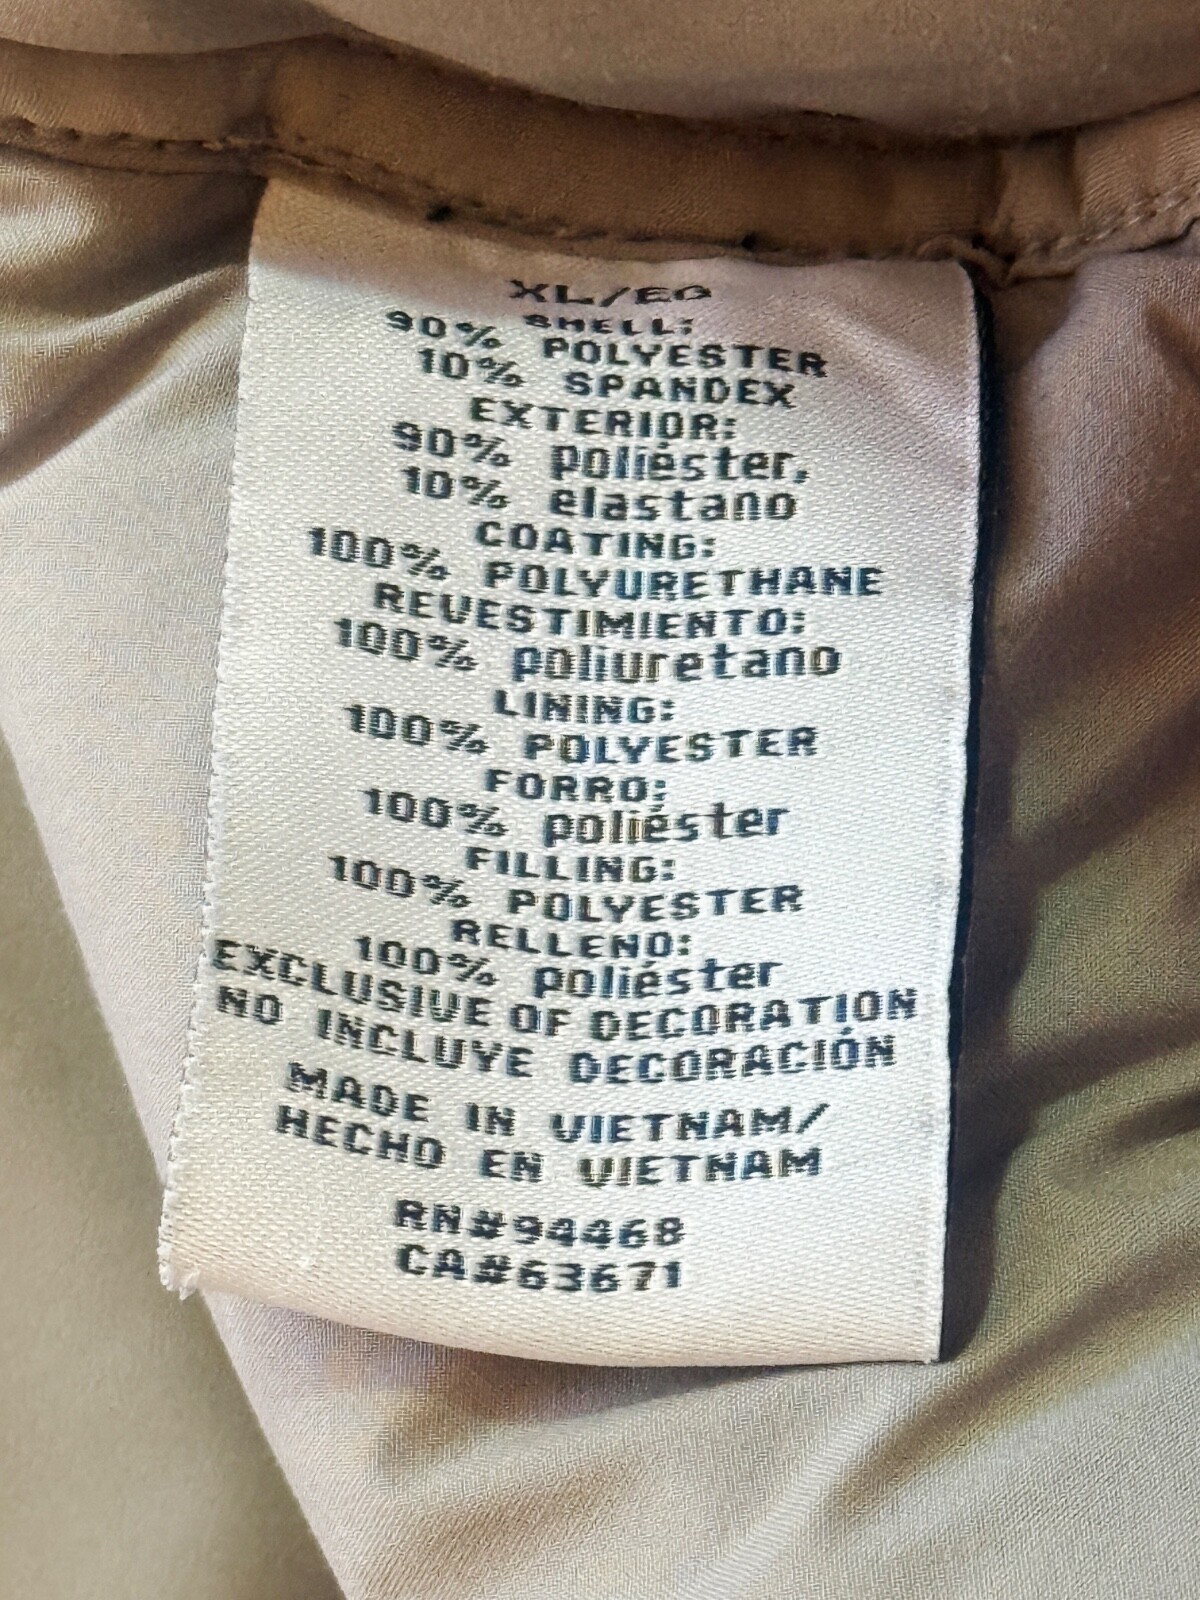 XL/EG
SHELL:
90% POLYESTER
10% SPANDEX
EXTERIOR:
90% poliéster,
10% elastano
COATING:
100% POLYURETHANE
REVESTIMIENTO:
100% poliuretano
LINING:
100% POLYESTER
FORRO:
100% poliéster
FILLING:
100% POLYESTER
RELLENO:
100% poliéster
EXCLUSIVE OF DECORATION
NO INCLUYE DECORACIÓN
MADE IN VIETNAM/
HECHO EN VIETNAM
RN#94468
CA#63671